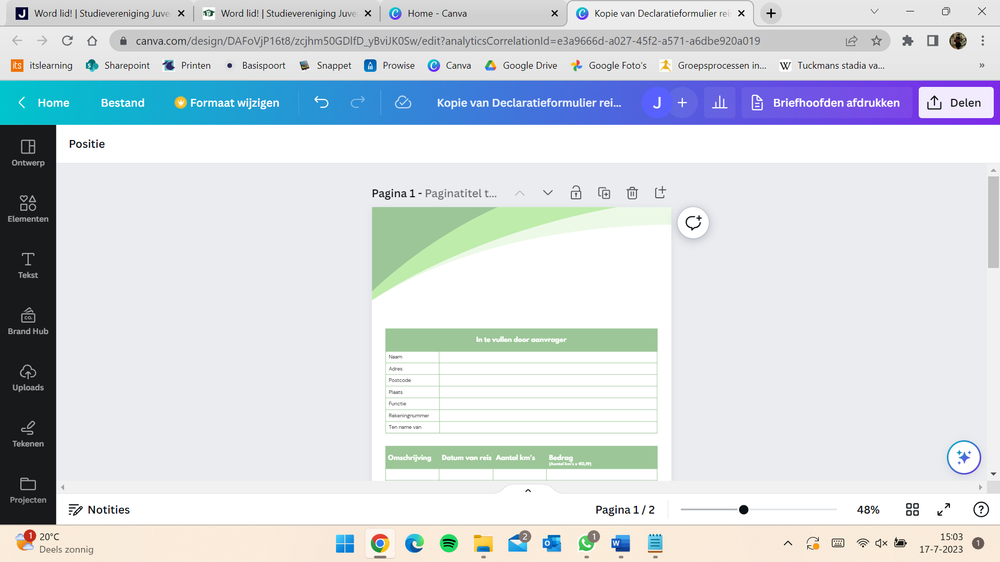 Word lid! | Studievereniging Juve
Word lid! | Studievereniging Juve
Home - Canva
Kopie van Declaratieformulier rei
canva.com/design/DAFoVjP16t8/zcjhm50GDlfD_yBviJK0Sw/edit?analyticsCorrelationId=e3a9666d-a027-45f2-a571-a6dbe920a019
its itslearning
Sharepoint
Printen
Basispoort
Snappet
Prowise
Canva
Google Drive
Google Foto's
Groepsprocessen in...
W Tuckmans stadia va...
»
Home
Bestand
Formaat wijzigen
Kopie van Declaratieformulier rei...
J
Briefhoofden afdrukken
Delen
Positie
Ontwerp
Elementen
Tekst
CO.
Brand Hub
Uploads
Tekenen
Projecten
Pagina 1 - Paginatitel t...
In te vullen door aanvrager
Naam
Adres
Postcode
Plaats
Functie
Rekeningnummer
Ten name van
Omschrijving Datum van reis Aantal km's Bedrag
(Aantal km's x €0,19)
Notities
Pagina 1 / 2
48%
1
20°C
Deels zonnig
2
1
15:03
17-7-2023
1